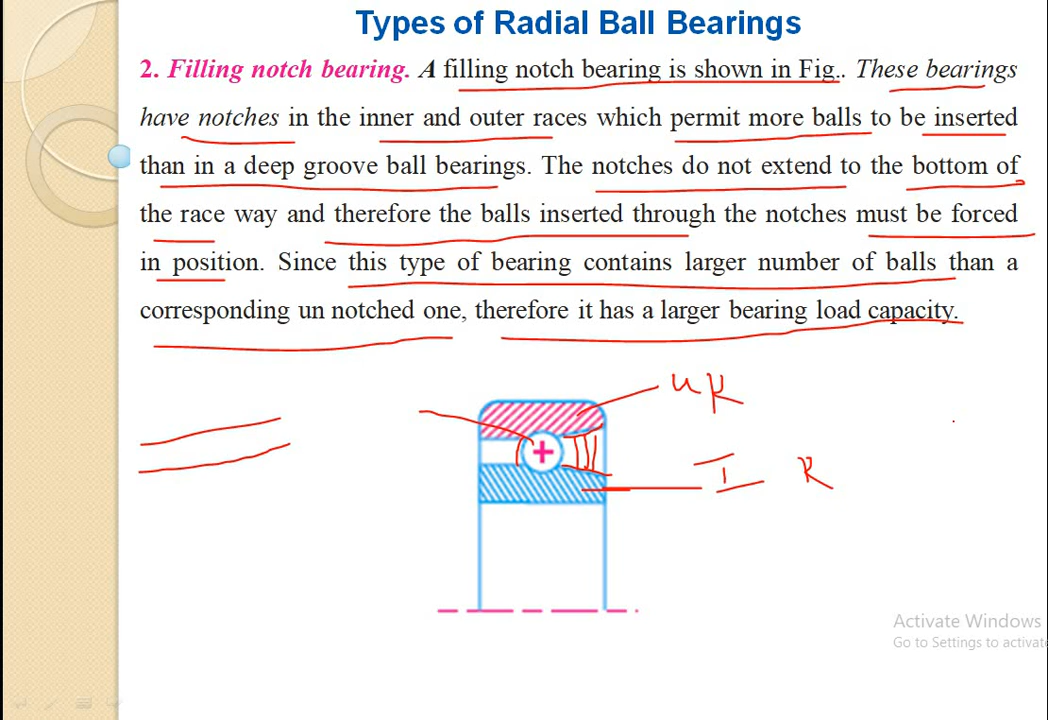 Types of Radial Ball Bearings
2. Filling notch bearing. A filling notch bearing is shown in Fig.. These bearings
have notches in the inner and outer races which permit more balls to be inserted
than in a deep groove ball bearings. The notches do not extend to the bottom of
the race way and therefore the balls inserted through the notches must be forced
in position. Since this type of bearing contains larger number of balls than a
corresponding un notched one, therefore it has a larger bearing load capacity.
I R
Activate Windows
Go to Settings to activate